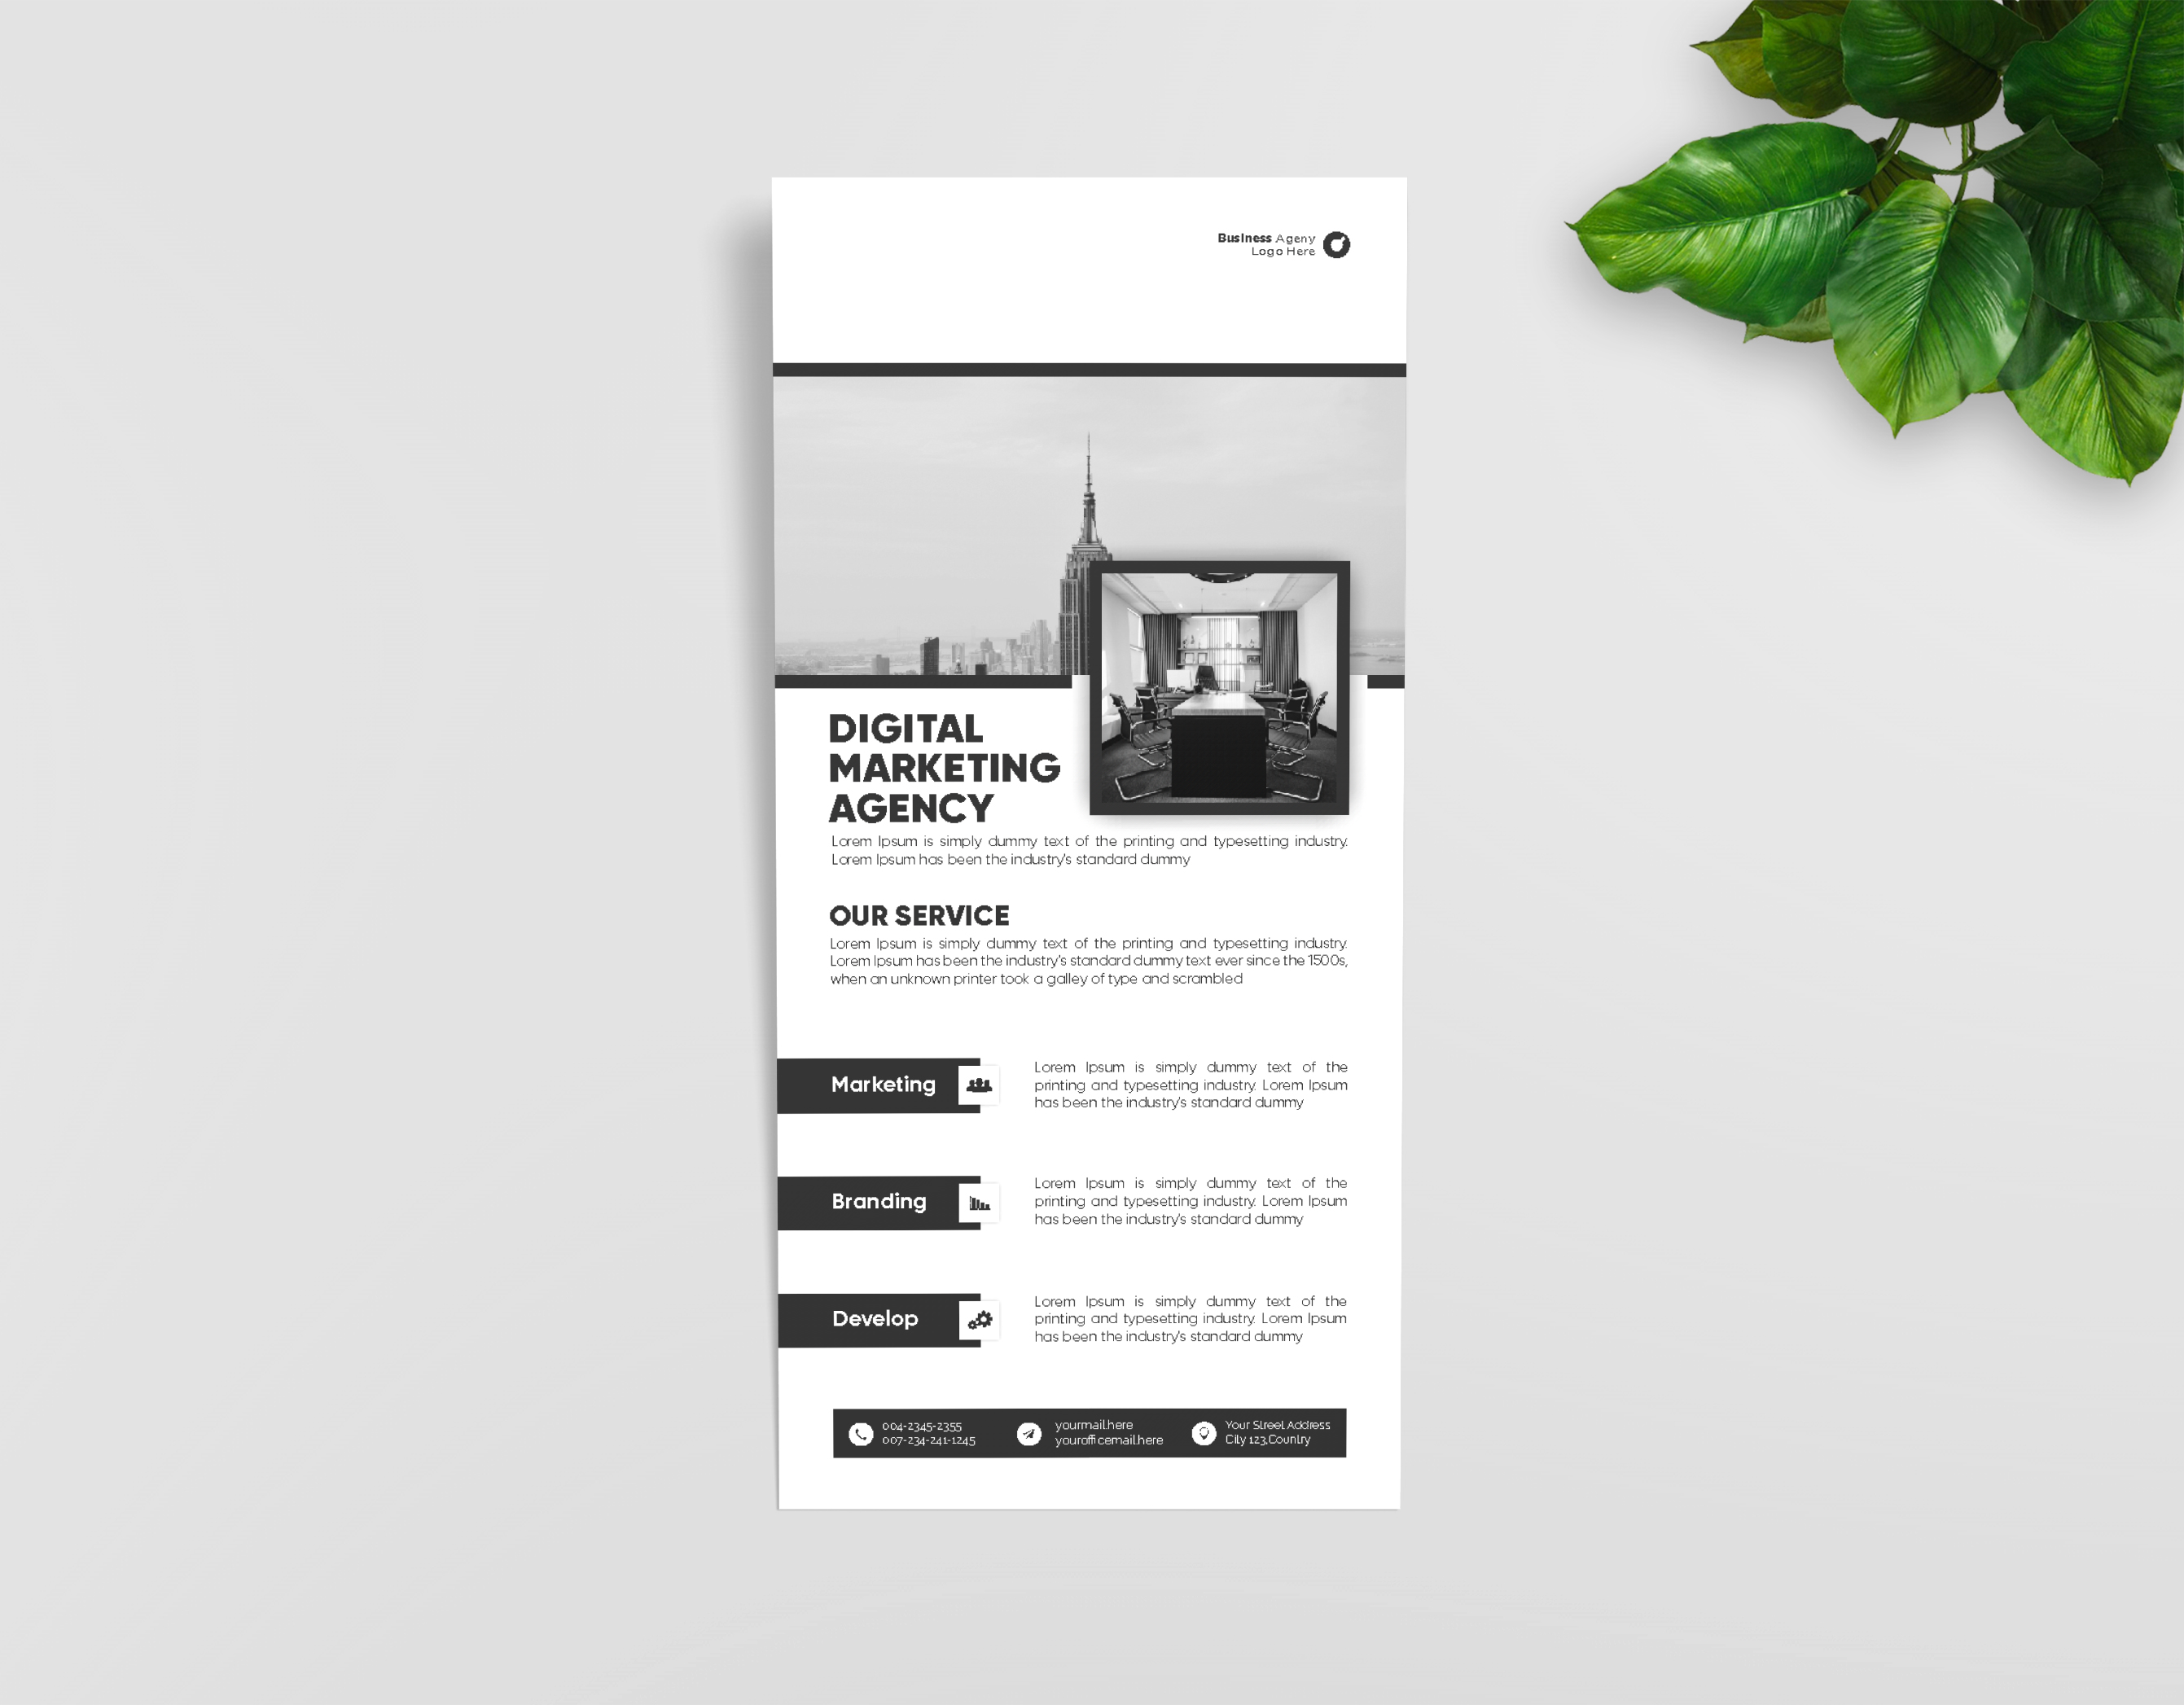 Business Ageny
Logo Here
DIGITAL
MARKETING
AGENCY
Lorem Ipsum is simply dummy text of the printing and typesetting industry.
Lorem Ipsum has been the industry's standard dummy
OUR SERVICE
Lorem Ipsum is simply dummy text of the printing and typesetting industry.
Lorem Ipsum has been the industry's standard dummy text ever since the 1500s,
when an unknown printer took a galley of type and scrambled
Marketing
Lorem Ipsum is simply dummy text of the
printing and typesetting industry. Lorem Ipsum
has been the industry's standard dummy
Branding
Lorem Ipsum is simply dummy text of the
printing and typesetting industry. Lorem Ipsum
has been the industry's standard dummy
Develop
Lorem Ipsum is simply dummy text of the
printing and typesetting industry. Lorem Ipsum
has been the industry's standard dummy
004-2345-2355
007-234-241-1245
yourmail.here
yourofficemail.here
Your Street Address
City 123,Country